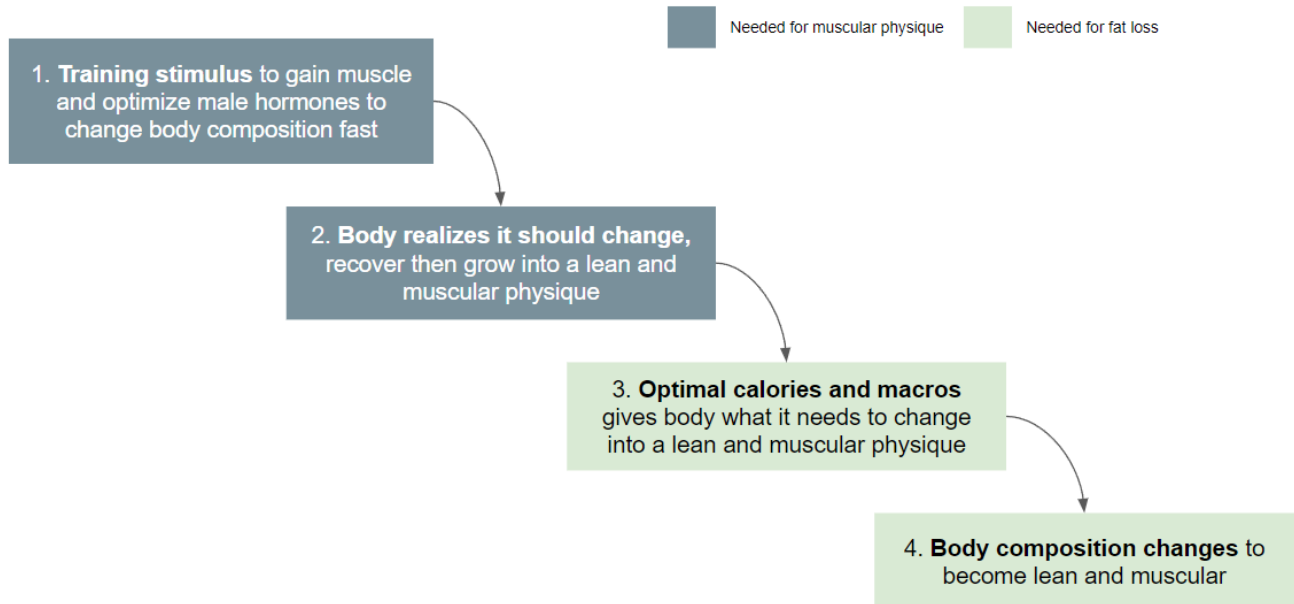 Needed for muscular physique
Needed for fat loss
1. Training stimulus to gain muscle
and optimize male hormones to
change body composition fast
2. Body realizes it should change,
recover then grow into a lean and
muscular physique
3. Optimal calories and macros
gives body what it needs to change
into a lean and muscular physique
4. Body composition changes to
become lean and muscular